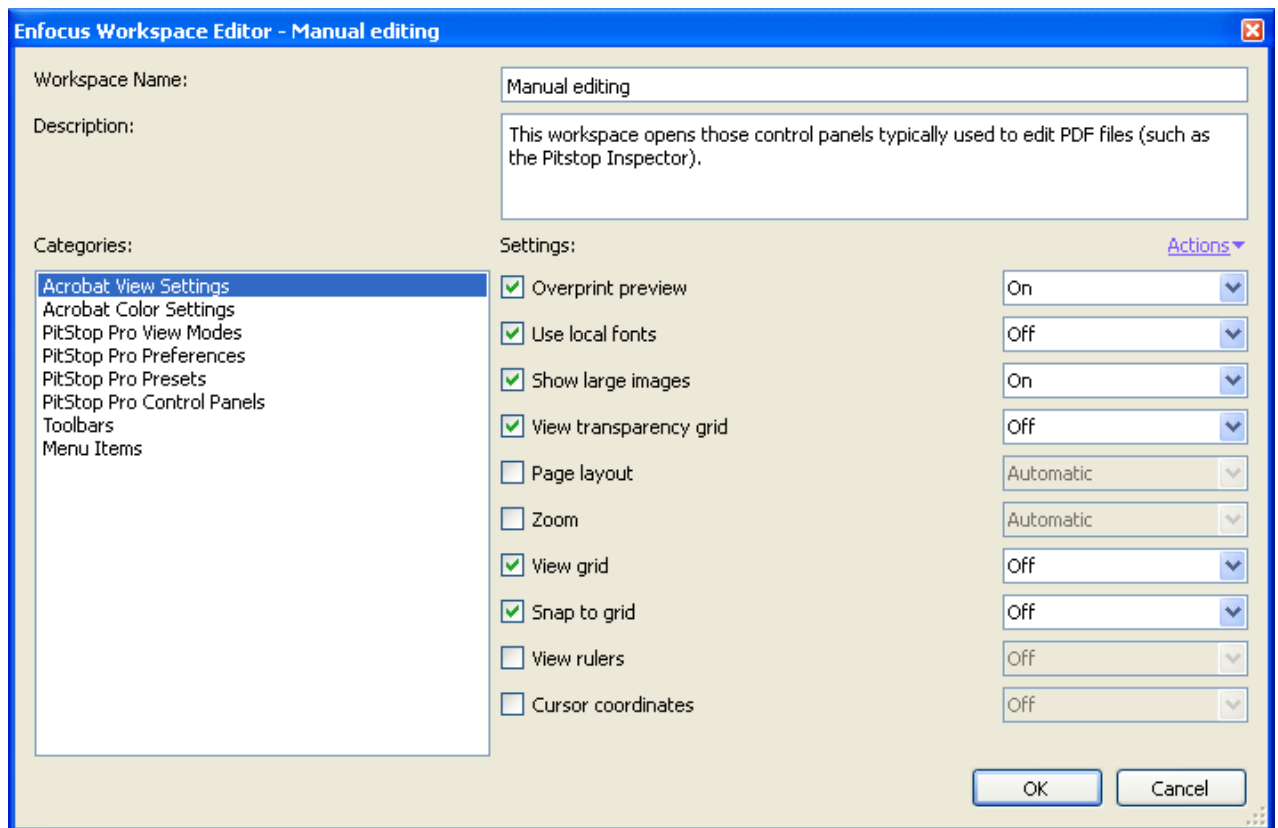 Enfocus Workspace Editor - Manual editing
Workspace Name:
Manual editing
Description:
This workspace opens those control panels typically used to edit PDF files (such as
the Pitstop Inspector).
Categories:
Acrobat View Settings
Acrobat Color Settings
PitStop Pro View Modes
PitStop Pro Preferences
PitStop Pro Presets
PitStop Pro Control Panels
Toolbars
Menu Items
Settings:
Actions
Overprint preview On
Use local fonts Off
Show large images On
View transparency grid Off
Page layout Automatic
Zoom Automatic
View grid Off
Snap to grid Off
View rulers Off
Cursor coordinates Off
OK Cancel